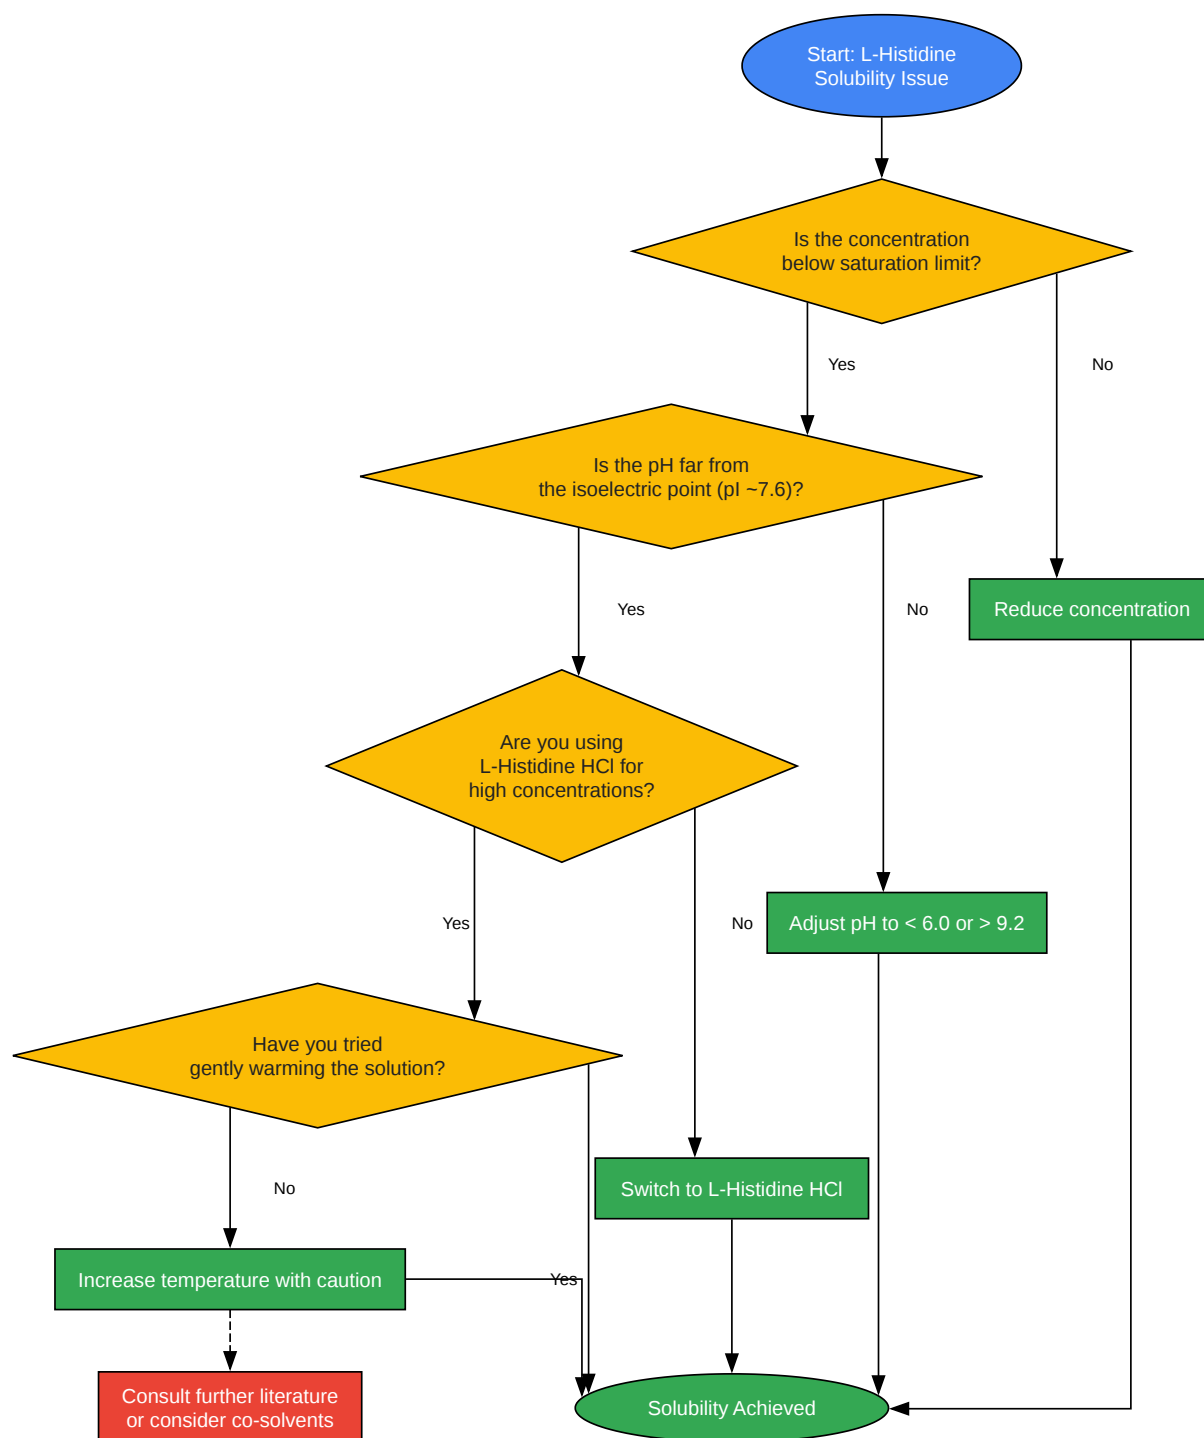 Start: L-Histidine
Solubility Issue
Is the concentration
below saturation limit?
Yes
No
Is the pH far from
the isoelectric point (pI ~7.6)?
Yes
No
Reduce concentration
Are you using
L-Histidine HCl for
high concentrations?
Yes
No
Adjust pH to < 6.0 or > 9.2
Have you tried
gently warming the solution?
No
Switch to L-Histidine HCl
Increase temperature with caution
Yes
Consult further literature
or consider co-solvents
Solubility Achieved